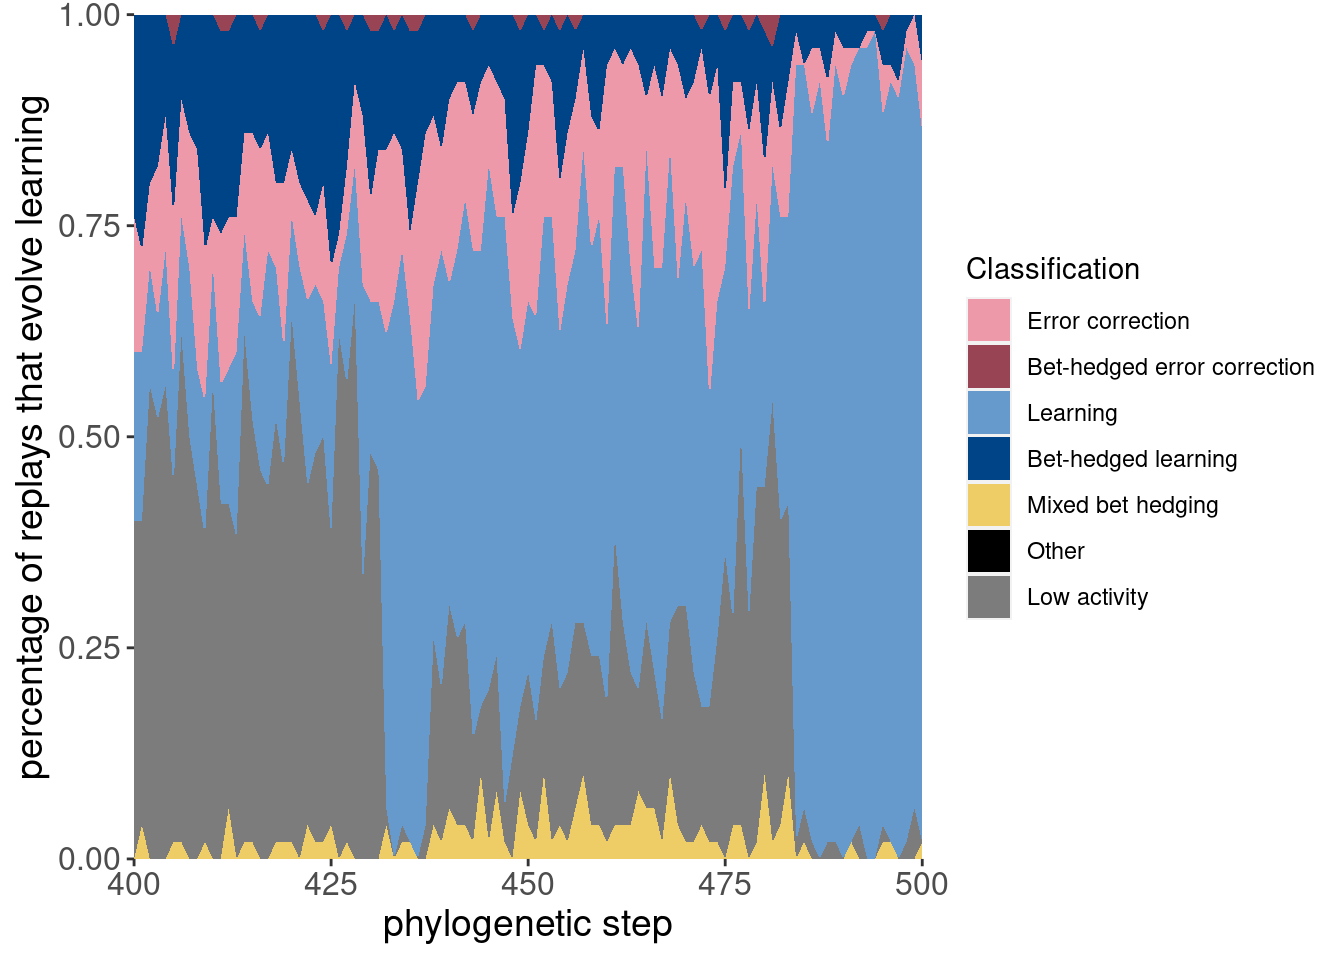 percentage of replays that evolve learning
1.00
0.75
0.50
0.25
0.00
400 425 450 475 500
phylogenetic step
Classification
Error correction
Bet-hedged error correction
Learning
Bet-hedged learning
Mixed bet hedging
Other
Low activity